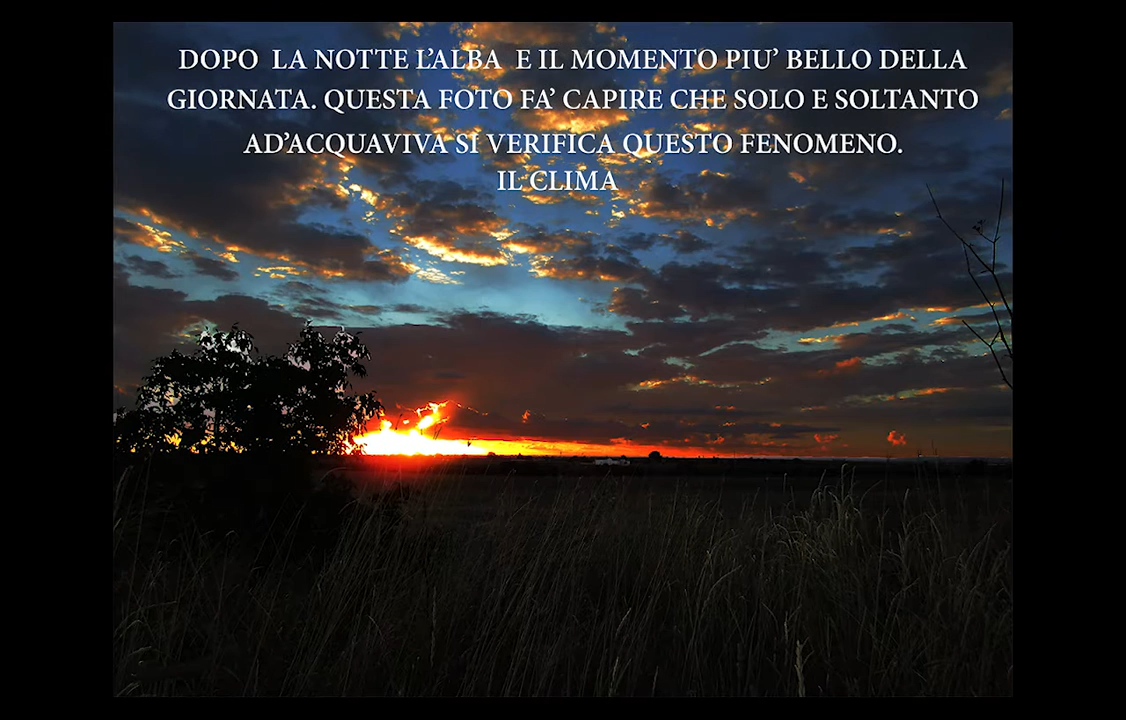 DOPO LA NOTTE L’ALBA E IL MOMENTO PIU’ BELLO DELLA
GIORNATA. QUESTA FOTO FA’ CAPIRE CHE SOLO E SOLTANTO
AD’ACQUAVIVA SI VERIFICA QUESTO FENOMENO.
IL CLIMA